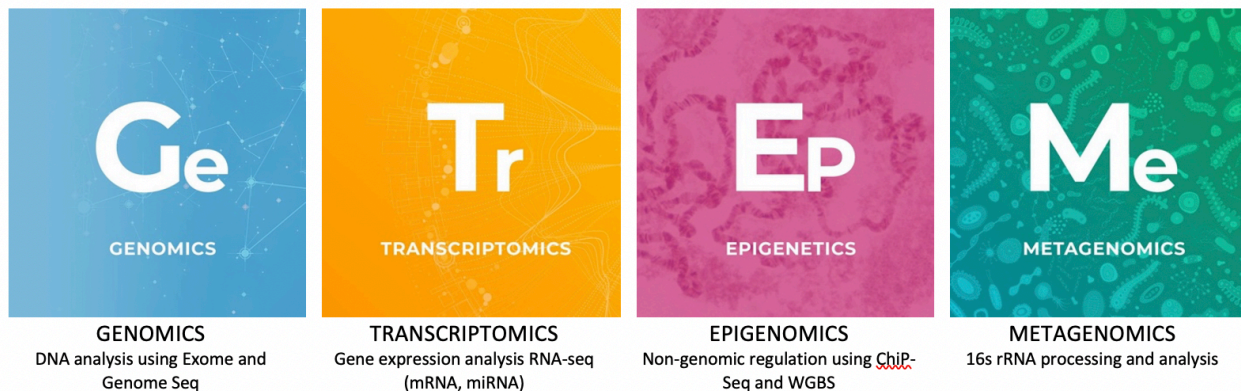 Ge
Tr
EP
Me
GENOMICS
TRANSCRIPTOMICS
EPIGENETICS
METAGENOMICS
GENOMICS
DNA analysis using Exome and
Genome Seq
TRANSCRIPTOMICS
Gene expression analysis RNA-seq
(mRNA, miRNA)
EPIGENOMICS
Non-genomic regulation using ChiP-
Seq and WGBS
METAGENOMICS
16s rRNA processing and analysis